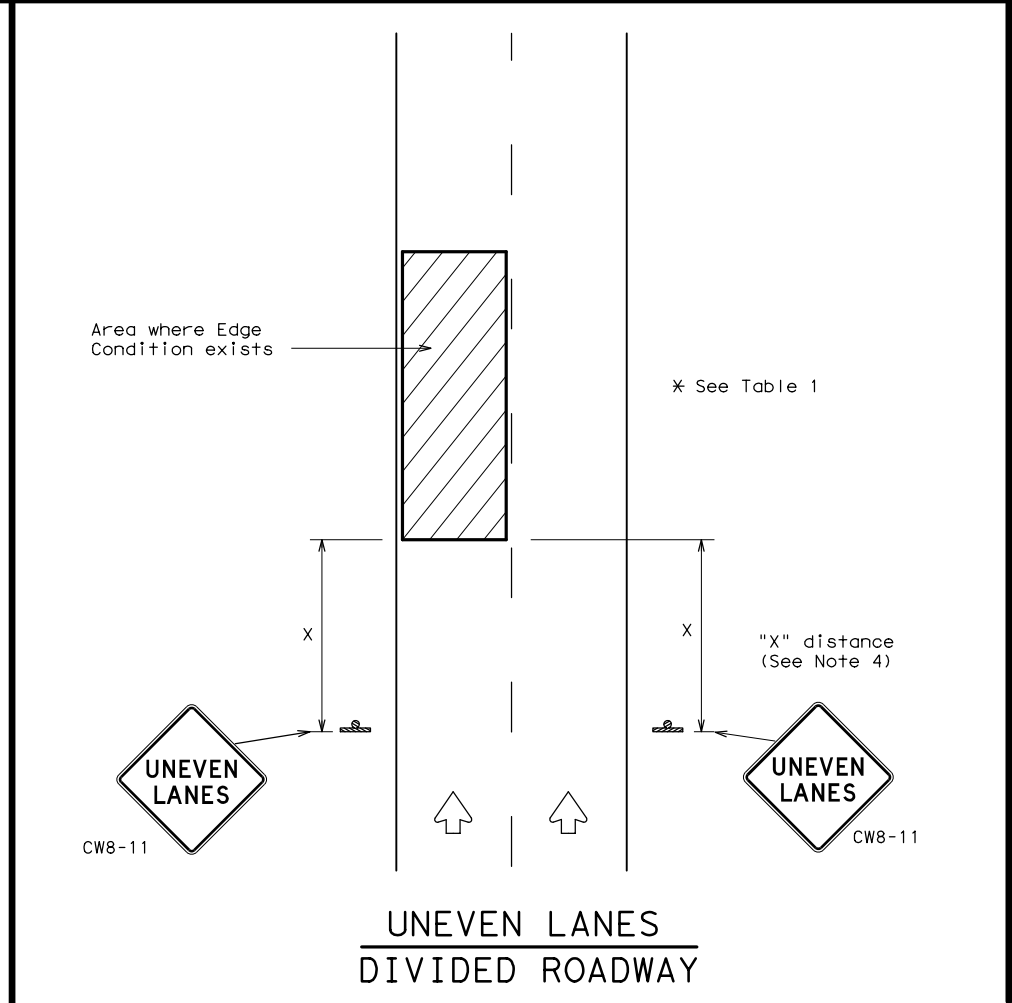 Area where Edge
Condition exists
* See Table 1
X
X
"X" distance
(See Note 4)
UNEVEN
LANES
CW8-11
UNEVEN
LANES
CW8-11
UNEVEN LANES
DIVIDED ROADWAY